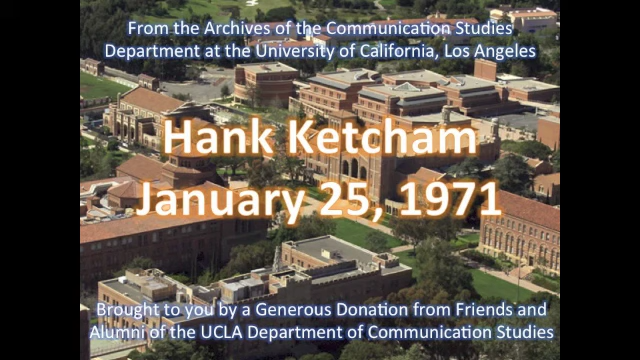 From the Archives of the Communication Studies
Department at the University of California, Los Angeles
Hank Ketcham
January 25, 1971
Brought to you by a Generous Donation from Friends and
Alumni of the UCLA Department of Communication Studies